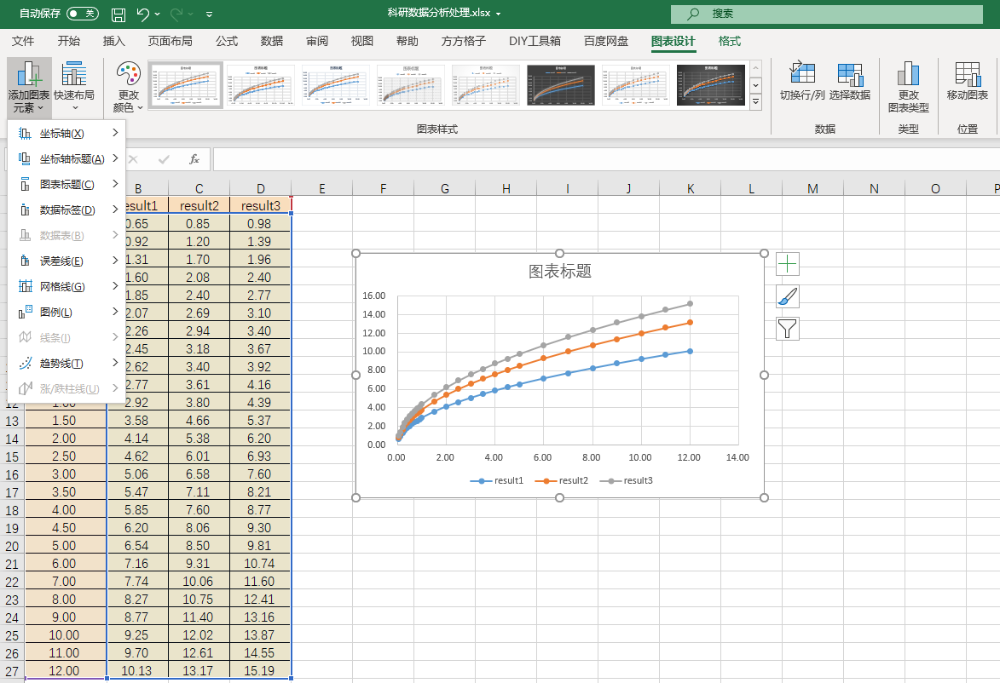 自动保存 关 科研数据分析处理.xlsx 搜索
文件 开始 插入 页面布局 公式 数据 审阅 视图 帮助 方方格子 DIY工具箱 百度网盘 图表设计 格式
添加图表元素 快速布局 更改颜色 切换行/列 选择数据 更改图表类型 移动图表
图表样式 数据 类型 位置
坐标轴(X)
坐标轴标题(A)
图表标题(C)
数据标签(D)
数据表(B)
误差线(E)
网格线(G)
图例(L)
线条(I)
趋势线(T)
涨/跌柱线(U)
fx
B C D E F G H I J K L M N O P
esult1 result2 result3
0.65 0.85 0.98
0.92 1.20 1.39
1.31 1.70 1.96
1.60 2.08 2.40
1.85 2.40 2.77
2.07 2.69 3.10
2.26 2.94 3.40
2.45 3.18 3.67
2.62 3.40 3.92
2.77 3.61 4.16
12 1.00 2.92 3.80 4.39
13 1.50 3.58 4.66 5.37
14 2.00 4.14 5.38 6.20
15 2.50 4.62 6.01 6.93
16 3.00 5.06 6.58 7.60
17 3.50 5.47 7.11 8.21
18 4.00 5.85 7.60 8.77
19 4.50 6.20 8.06 9.30
20 5.00 6.54 8.50 9.81
21 6.00 7.16 9.31 10.74
22 7.00 7.74 10.06 11.60
23 8.00 8.27 10.75 12.41
24 9.00 8.77 11.40 13.16
25 10.00 9.25 12.02 13.87
26 11.00 9.70 12.61 14.55
27 12.00 10.13 13.17 15.19
图表标题
16.00
14.00
12.00
10.00
8.00
6.00
4.00
2.00
0.00
0.00 2.00 4.00 6.00 8.00 10.00 12.00 14.00
result1 result2 result3